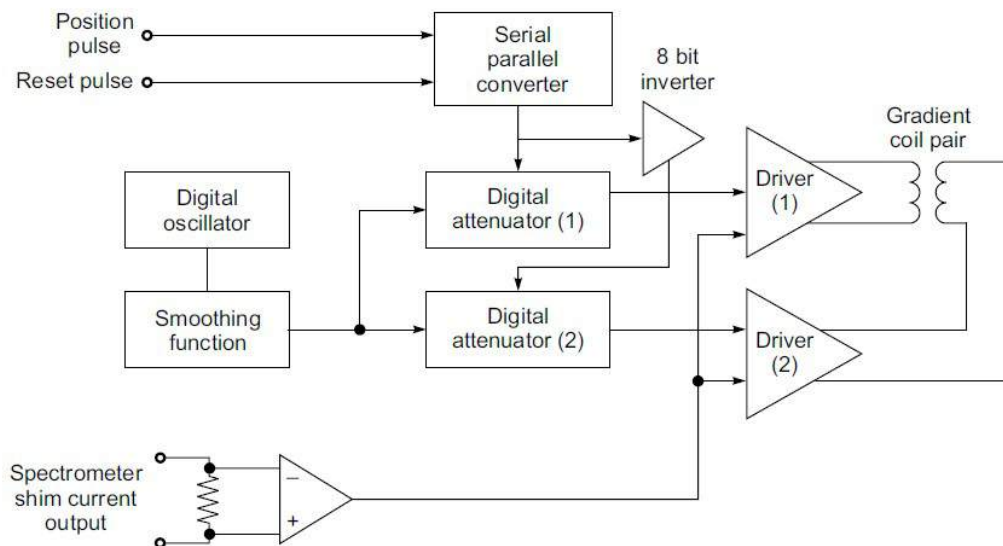 Position
pulse
Reset pulse
Serial
parallel
converter
8 bit
inverter
Gradient
coil pair
Digital
oscillator
Digital
attenuator (1)
Driver
(1)
Smoothing
function
Digital
attenuator (2)
Driver
(2)
Spectrometer
shim current
output
−
+